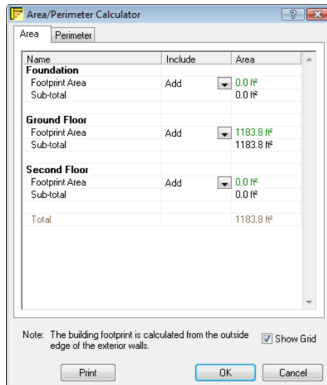 Area/Perimeter Calculator
Area Perimeter
Name Include Area
Foundation
Footprint Area Add 0.0 ft²
Sub-total 0.0 ft²
Ground Floor
Footprint Area Add 1183.8 ft²
Sub-total 1183.8 ft²
Second Floor
Footprint Area Add 0.0 ft²
Sub-total 0.0 ft²
Total 1183.8 ft²
Note: The building footprint is calculated from the outside
edge of the exterior walls.
Show Grid
Print OK Cancel